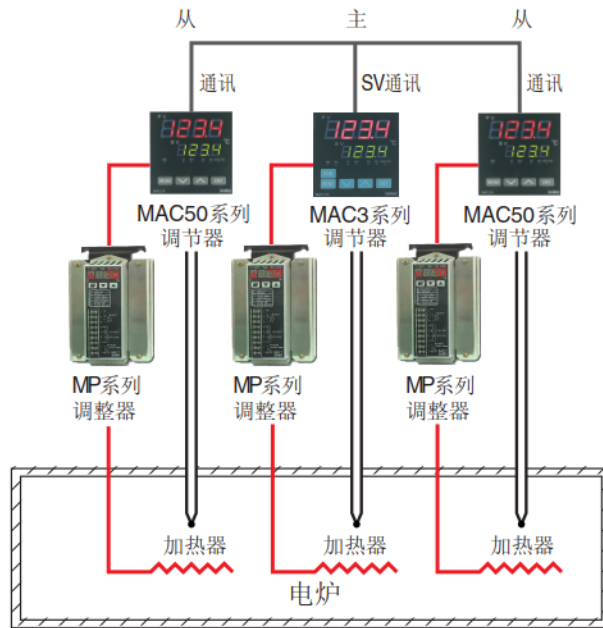 从 主 从
通讯 SV通讯 通讯
123.4 123.4 123.4
123.4 123.4 123.4
MAC50系列 MAC3系列 MAC50系列
调节器 调节器 调节器
MP系列 MP系列 MP系列
调整器 调整器 调整器
加热器 加热器 加热器
电炉